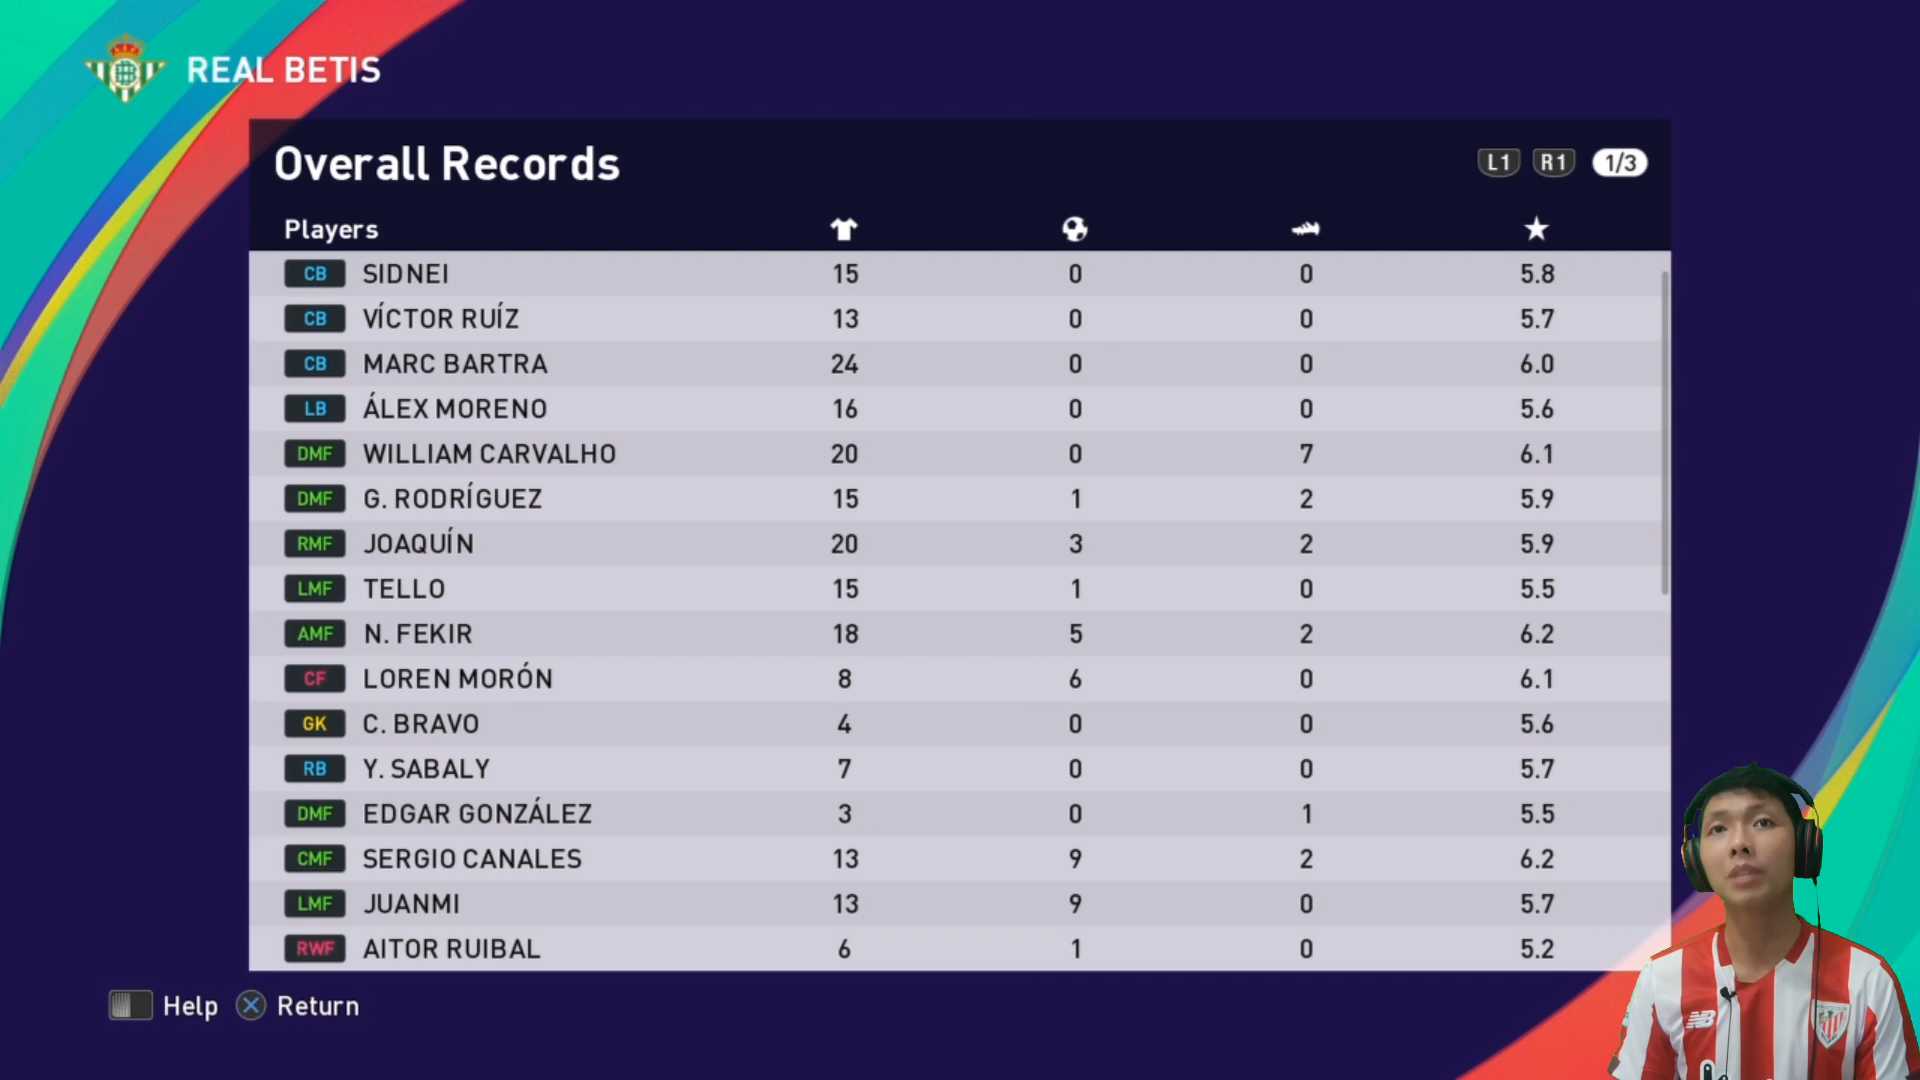 REAL BETIS
Overall Records
L1 R1 1/3
Players
CB SIDNEI 15 0 0 5.8
CB VÍCTOR RUÍZ 13 0 0 5.7
CB MARC BARTRA 24 0 0 6.0
LB ÁLEX MORENO 16 0 0 5.6
DMF WILLIAM CARVALHO 20 0 7 6.1
DMF G. RODRÍGUEZ 15 1 2 5.9
RMF JOAQUÍN 20 3 2 5.9
LMF TELLO 15 1 0 5.5
AMF N. FEKIR 18 5 2 6.2
CF LOREN MORÓN 8 6 0 6.1
GK C. BRAVO 4 0 0 5.6
RB Y. SABALY 7 0 0 5.7
DMF EDGAR GONZÁLEZ 3 0 1 5.5
CMF SERGIO CANALES 13 9 2 6.2
LMF JUANMI 13 9 0 5.7
RWF AITOR RUIBAL 6 1 0 5.2
Help Return
NB